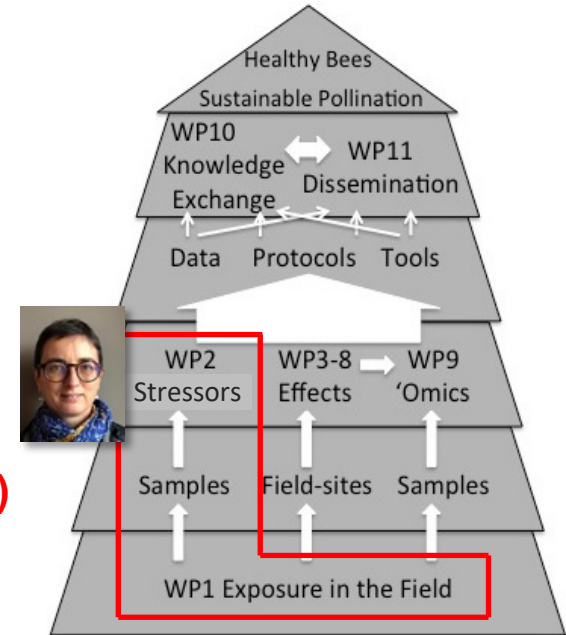 Healthy Bees
Sustainable Pollination
WP10
Knowledge
Exchange
WP11
Dissemination
Data Protocols Tools
WP2
Stressors
WP3-8
Effects
WP9
‘Omics
Samples Field-sites Samples
WP1 Exposure in the Field
)